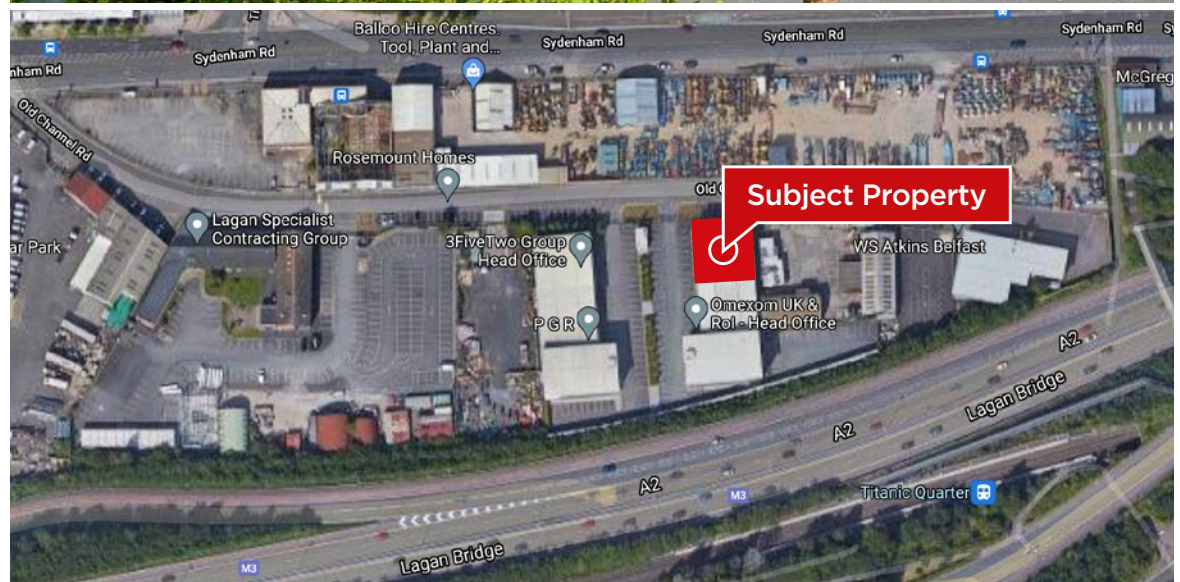 Balloo Hire Centres.
Tool, Plant and...
Sydenham Rd
Sydenham Rd
Sydenham Rd
Sydenham Rd
nham Rd
McGreg
Old Channel Rd
Rosemount Homes
Old C
Subject Property
Lagan Specialist
Contracting Group
ar Park
3FiveTwo Group
Head Office
WS Atkins Belfast
P G R
Omexom UK &
RoI - Head Office
A2
Lagan Bridge
A2
A2
M3
Titanic Quarter
Lagan Bridge
M3